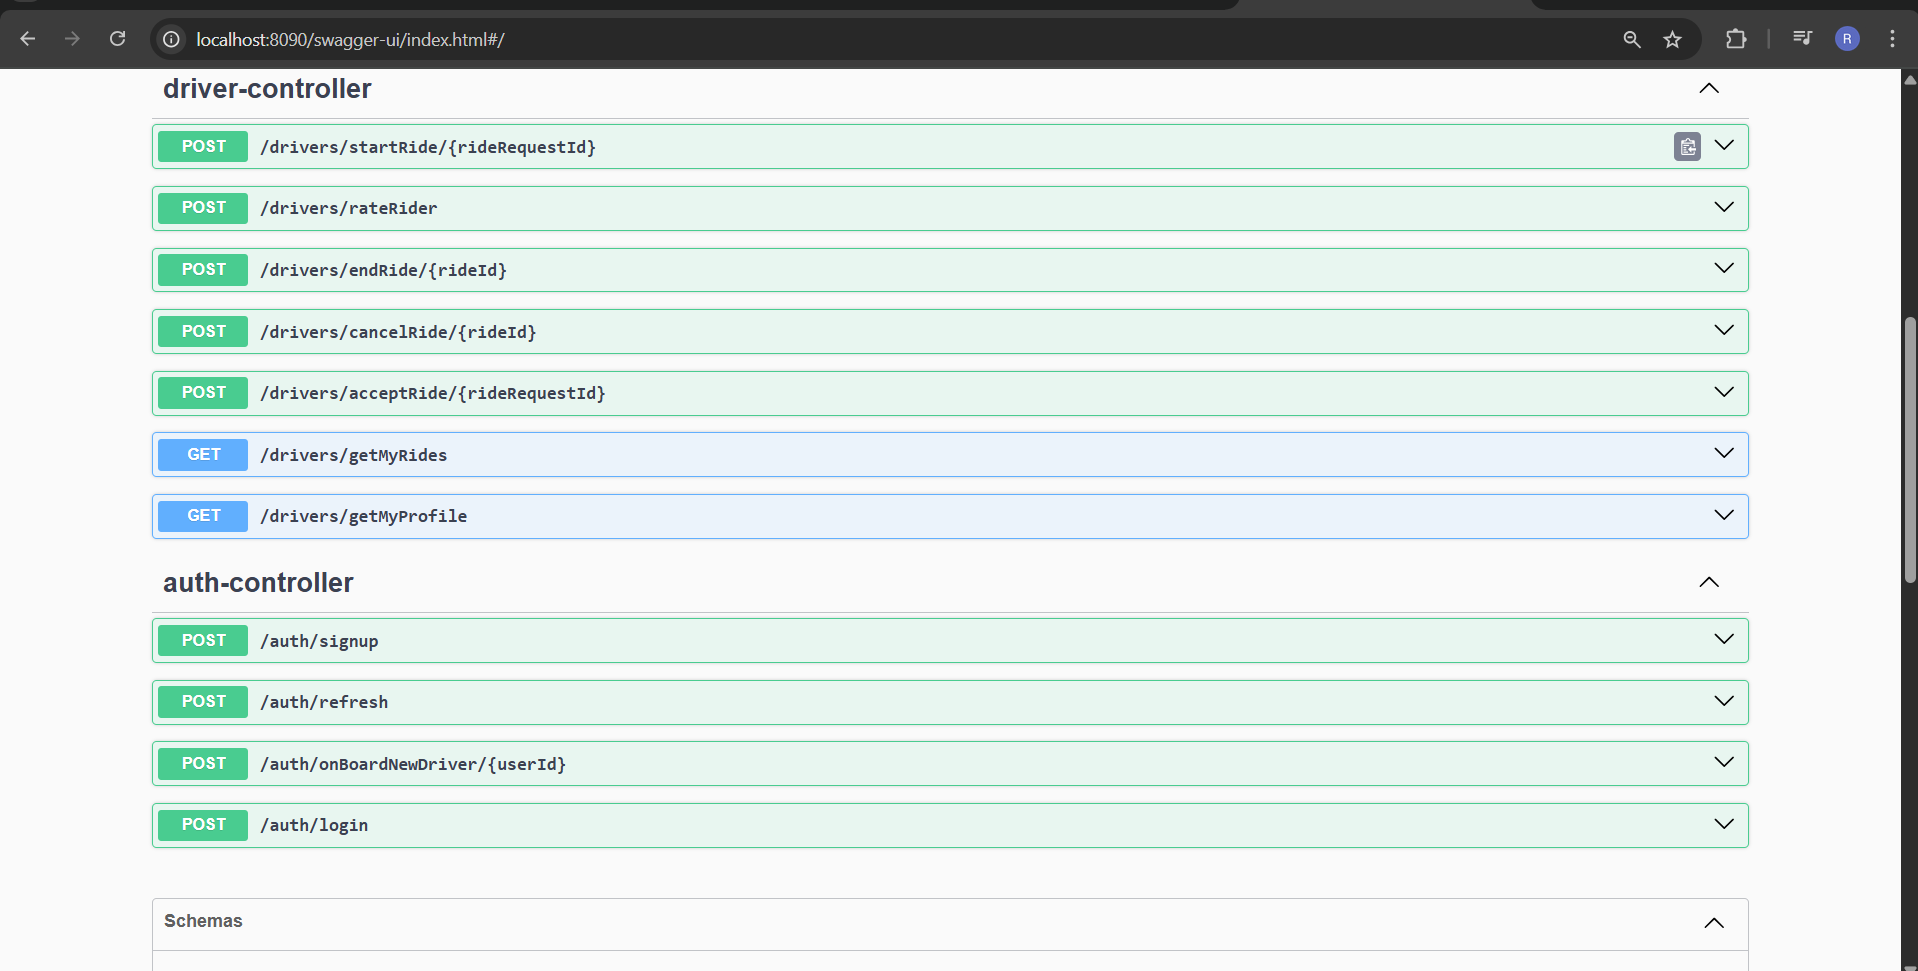 localhost:8090/swagger-ui/index.html#/
R
driver-controller
POST /drivers/startRide/{rideRequestId}
POST /drivers/rateRider
POST /drivers/endRide/{rideId}
POST /drivers/cancelRide/{rideId}
POST /drivers/acceptRide/{rideRequestId}
GET /drivers/getMyRides
GET /drivers/getMyProfile
auth-controller
POST /auth/signup
POST /auth/refresh
POST /auth/onBoardNewDriver/{userId}
POST /auth/login
Schemas